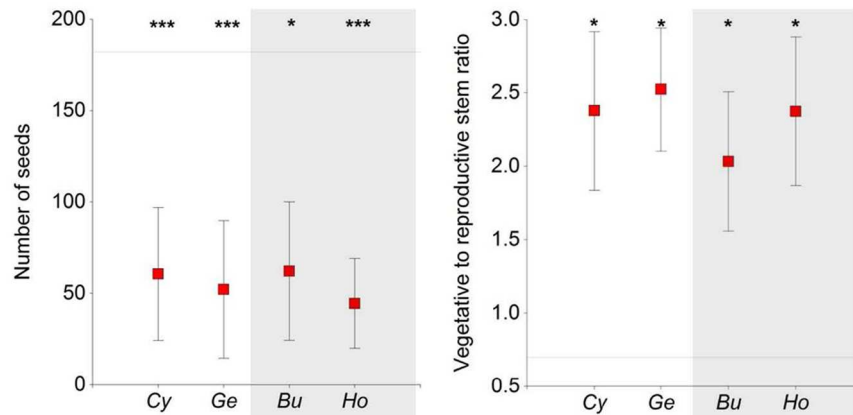 200
150
100
50
0
Number of seeds
*** *** * ***
Cy Ge Bu Ho
3.0
2.5
2.0
1.5
1.0
0.5
Vegetative to reproductive stem ratio
* * * *
Cy Ge Bu Ho